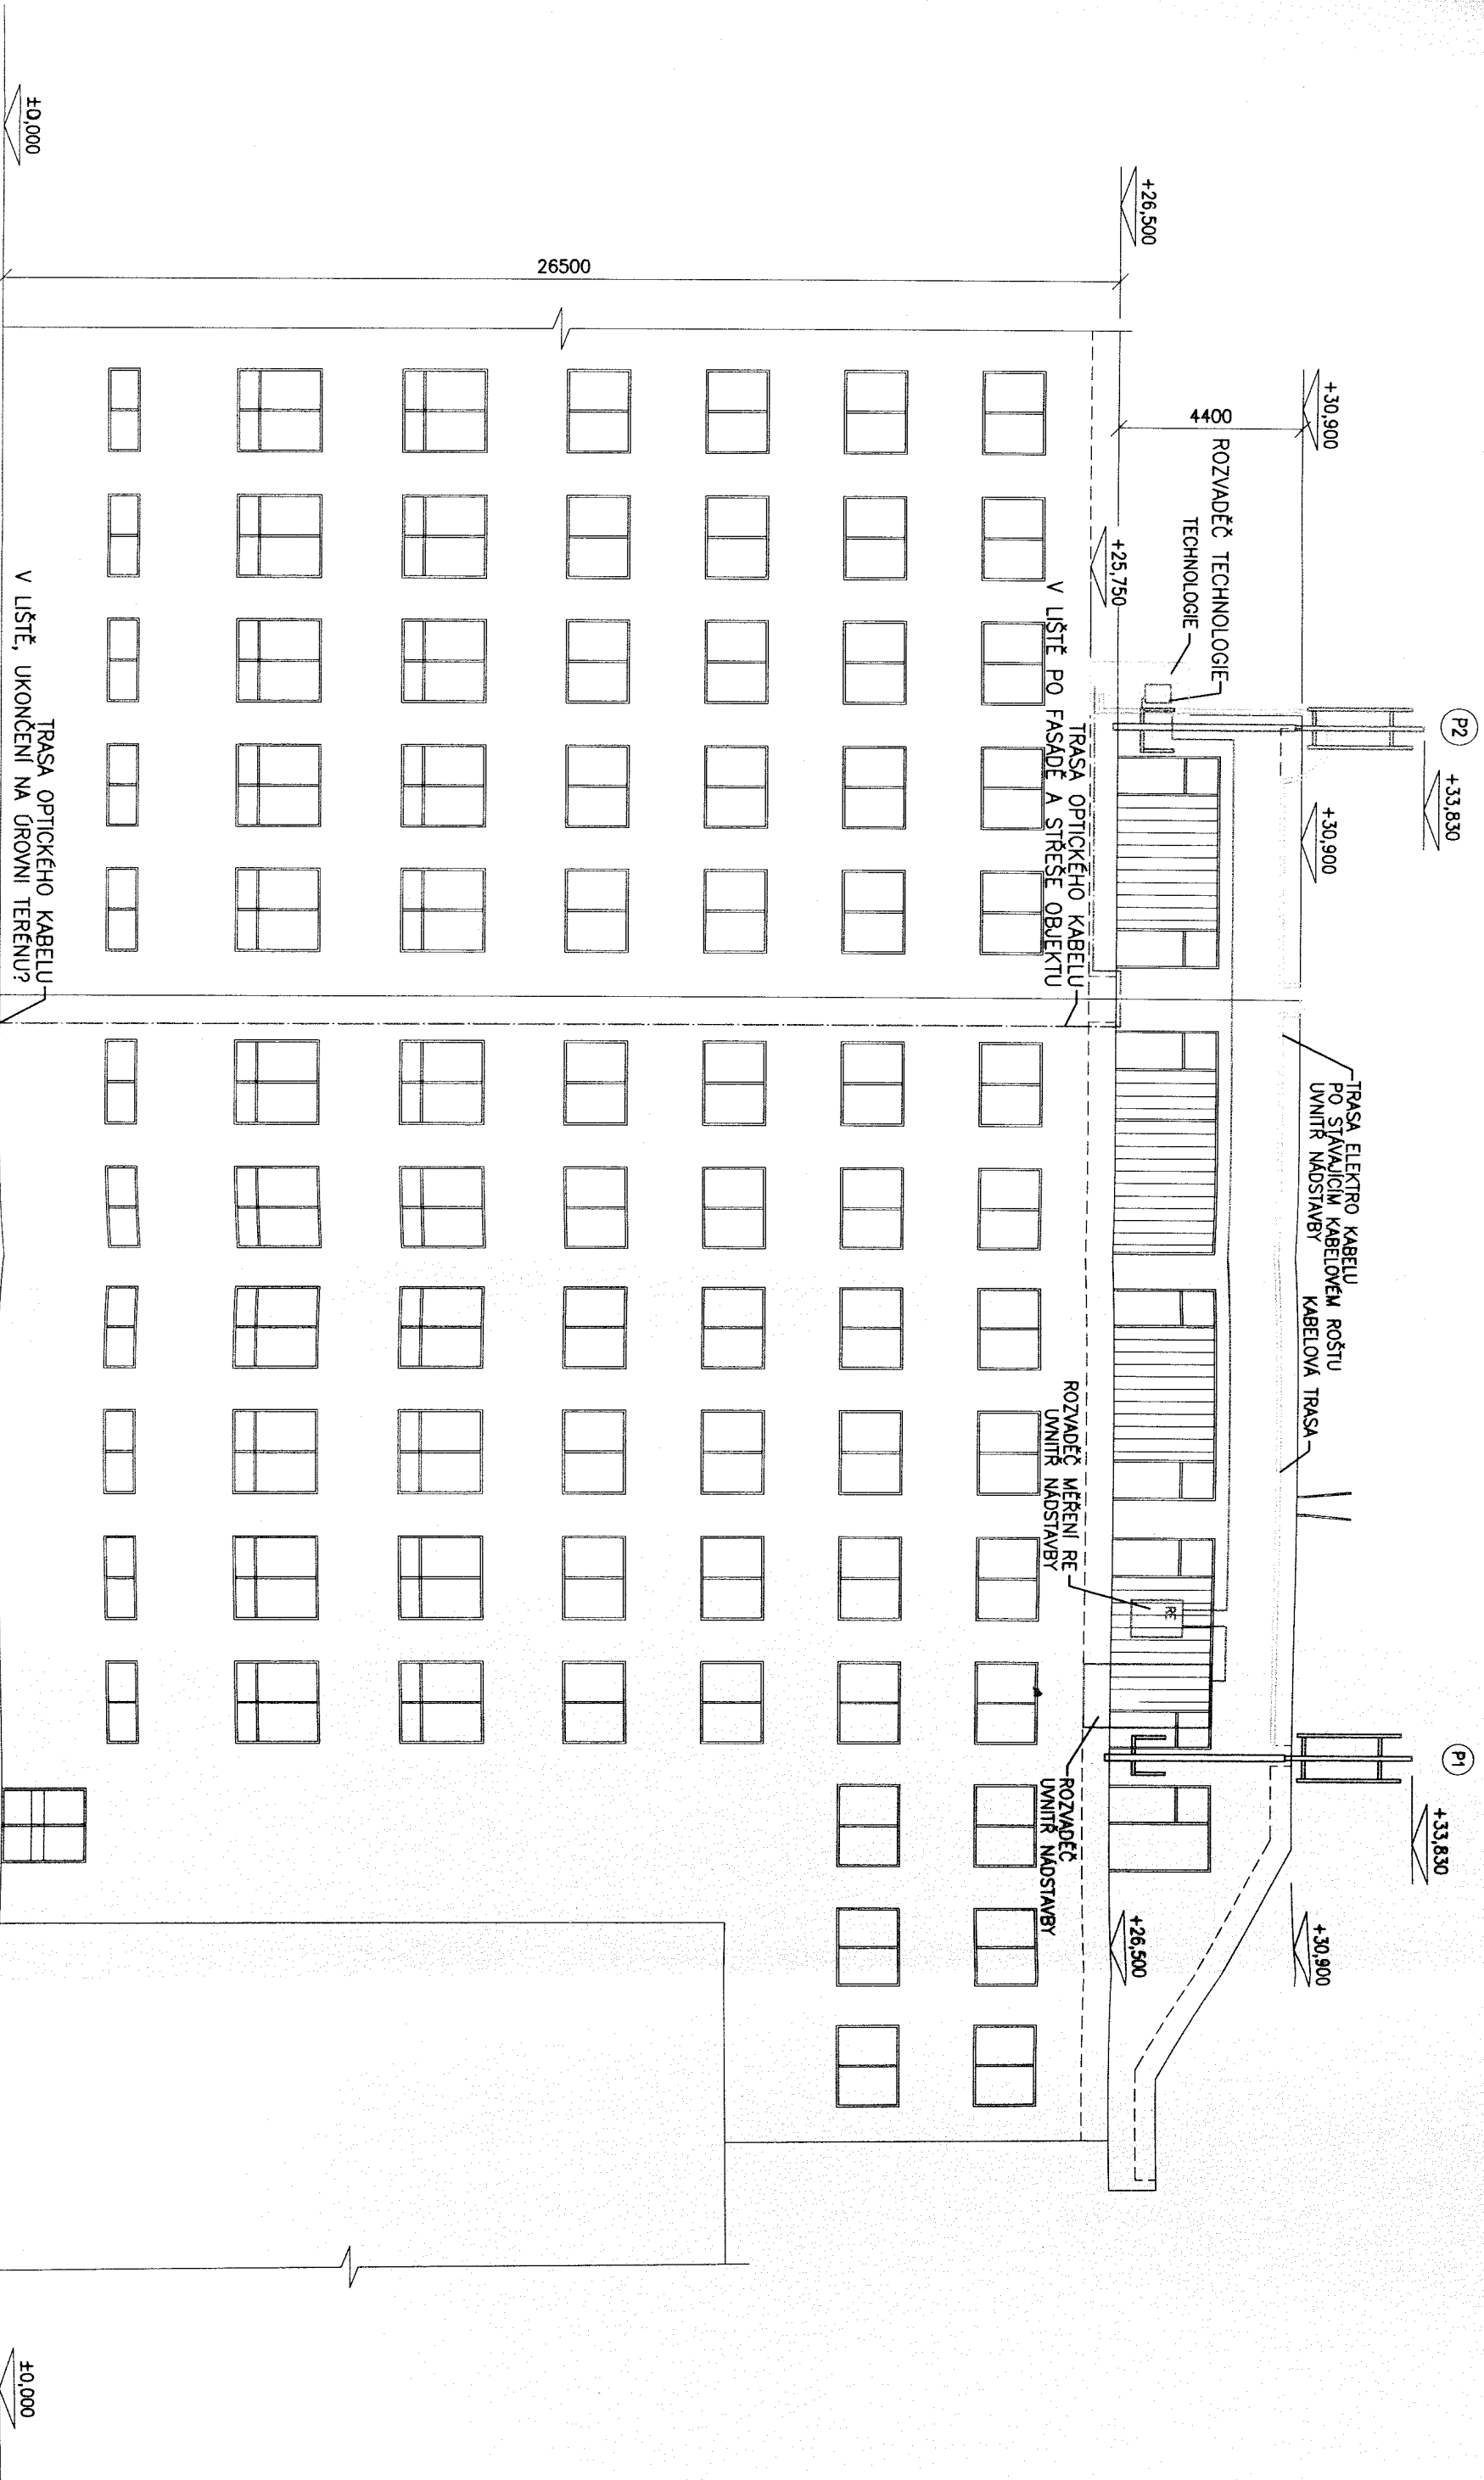 P2
P1
+33,830
+33,830
+30,900
+30,900
+30,900
4400
ROZVADĚČ TECHNOLOGIE
TECHNOLOGIE
TRASA ELEKTRO KABELU
PO STÁVAJÍCÍM KABELOVÉM ROŠTU
UVNITŘ NÁDSTAVBY
KABELOVÁ TRASA
+26,500
+25,750
+26,500
RE
TRASA OPTICKÉHO KABELU
V LIŠTĚ PO FASÁDĚ A STŘEŠE OBJEKTU
ROZVADĚČ MĚŘENÍ RE
UVNITŘ NÁDSTAVBY
ROZVADĚČ
UVNITŘ NÁDSTAVBY
26500
TRASA OPTICKÉHO KABELU
V LIŠTĚ, UKONČENÍ NA ÚROVNI TERÉNU?
±0,000
±0,000